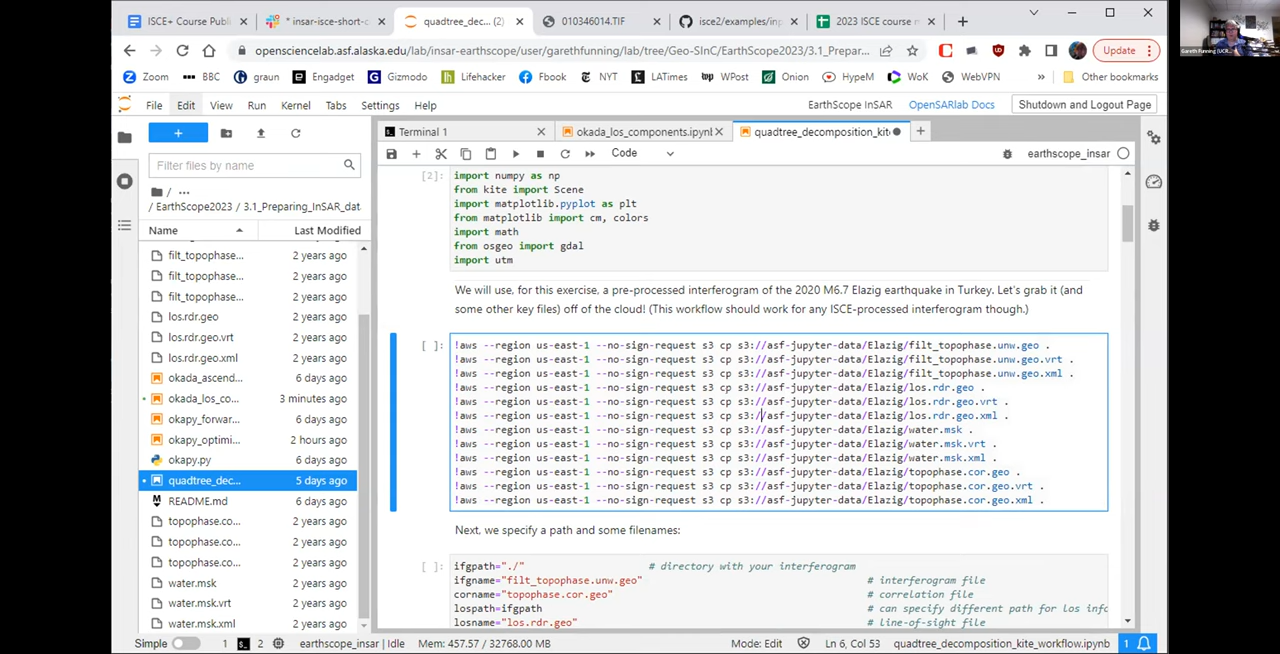 ISCE+ Course Publ
* insar-isce-short-c
quadtree_dec... (2)
010346014.TIF
isce2/examples/inp
2023 ISCE course m
opensciencelab.asf.alaska.edu/lab/insar-earthscope/user/garethfunning/lab/tree/Geo-SInC/EarthScope2023/3.1_Prepar...
Update
Zoom
BBC
graun
Engadget
Gizmodo
Lifehacker
Fbook
NYT
LATimes
WPost
Onion
HypeM
WoK
WebVPN
»
Other bookmarks
Gareth Funning (UCR...
File Edit View Run Kernel Tabs Settings Help
EarthScope InSAR
OpenSARlab Docs
Shutdown and Logout Page
Filter files by name
/ ...
/ EarthScope2023 / 3.1_Preparing_InSAR_dat
Name
Last Modified
filt_topophase... 2 years ago
filt_topophase... 2 years ago
filt_topophase... 2 years ago
los.rdr.geo 2 years ago
los.rdr.geo.vrt 2 years ago
los.rdr.geo.xml 2 years ago
okada_ascend... 6 days ago
okada_los_co... 3 minutes ago
okapy_forwar... 6 days ago
okapy_optimi... 2 hours ago
okapy.py 6 days ago
quadtree_dec... 5 days ago
README.md 6 days ago
topophase.co... 2 years ago
topophase.co... 2 years ago
topophase.co... 2 years ago
water.msk 2 years ago
water.msk.vrt 2 years ago
water.msk.xml 2 years ago
Terminal 1
okada_los_components.ipynb
quadtree_decomposition_kite
Code
earthscope_insar
[2]:
import numpy as np
from kite import Scene
import matplotlib.pyplot as plt
from matplotlib import cm, colors
import math
from osgeo import gdal
import utm
We will use, for this exercise, a pre-processed interferogram of the 2020 M6.7 Elazig earthquake in Turkey. Let's grab it (and
some other key files) off of the cloud! (This workflow should work for any ISCE-processed interferogram though.)
[ ]:
!aws --region us-east-1 --no-sign-request s3 cp s3://asf-jupyter-data/Elazig/filt_topophase.unw.geo .
!aws --region us-east-1 --no-sign-request s3 cp s3://asf-jupyter-data/Elazig/filt_topophase.unw.geo.vrt .
!aws --region us-east-1 --no-sign-request s3 cp s3://asf-jupyter-data/Elazig/filt_topophase.unw.geo.xml .
!aws --region us-east-1 --no-sign-request s3 cp s3://asf-jupyter-data/Elazig/los.rdr.geo .
!aws --region us-east-1 --no-sign-request s3 cp s3://asf-jupyter-data/Elazig/los.rdr.geo.vrt .
!aws --region us-east-1 --no-sign-request s3 cp s3://asf-jupyter-data/Elazig/los.rdr.geo.xml .
!aws --region us-east-1 --no-sign-request s3 cp s3://asf-jupyter-data/Elazig/water.msk .
!aws --region us-east-1 --no-sign-request s3 cp s3://asf-jupyter-data/Elazig/water.msk.vrt .
!aws --region us-east-1 --no-sign-request s3 cp s3://asf-jupyter-data/Elazig/water.msk.xml .
!aws --region us-east-1 --no-sign-request s3 cp s3://asf-jupyter-data/Elazig/topophase.cor.geo .
!aws --region us-east-1 --no-sign-request s3 cp s3://asf-jupyter-data/Elazig/topophase.cor.geo.vrt .
!aws --region us-east-1 --no-sign-request s3 cp s3://asf-jupyter-data/Elazig/topophase.cor.geo.xml .
Next, we specify a path and some filenames:
[ ]:
ifgpath="./" # directory with your interferogram
ifgname="filt_topophase.unw.geo" # interferogram file
corname="topophase.cor.geo" # correlation file
lospath=ifgpath # can specify different path for los info
losname="los.rdr.geo" # line-of-sight file
Simple
1
2
earthscope_insar | Idle
Mem: 457.57 / 32768.00 MB
Mode: Edit
Ln 6, Col 53
quadtree_decomposition_kite_workflow.ipynb
1